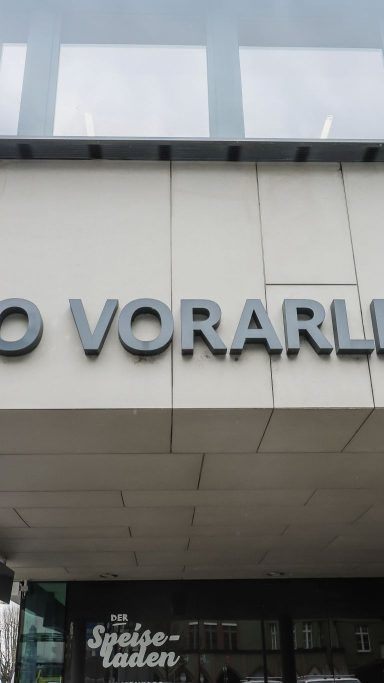 O VORARL
DER
Speise-
laden